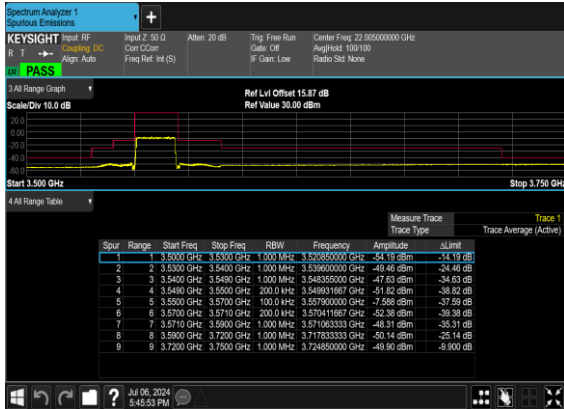 Spectrum Analyzer 1
Spurious Emissions
+
KEYSIGHT Input: RF Input Z: 50 Ω Atten: 20 dB Trig: Free Run Center Freq: 22.005000000 GHz
R T Coupling: DC Corr CCorr Gate: Off Avg|Hold: 100/100
Align: Auto Freq Ref: Int (S) IF Gain: Low Radio Std: None
PASS
3 All Range Graph
Ref Lvl Offset 15.87 dB
Scale/Div 10.0 dB Ref Value 30.00 dBm
20.0
0.00
-20.0
-40.0
-60.0
Start 3.500 GHz Stop 3.750 GHz
4 All Range Table
Measure Trace Trace 1
Trace Type Trace Average (Active)
Spur Range Start Freq Stop Freq RBW Frequency Amplitude ΔLimit
1 1 3.5000 GHz 3.5300 GHz 1.000 MHz 3.520850000 GHz -54.19 dBm -14.19 dB
2 2 3.5300 GHz 3.5400 GHz 1.000 MHz 3.539600000 GHz -49.46 dBm -24.46 dB
3 3 3.5400 GHz 3.5490 GHz 1.000 MHz 3.548355000 GHz -47.63 dBm -34.63 dB
4 4 3.5490 GHz 3.5500 GHz 200.0 kHz 3.549931667 GHz -51.82 dBm -38.82 dB
5 5 3.5500 GHz 3.5700 GHz 100.0 kHz 3.557900000 GHz -7.588 dBm -37.59 dB
6 6 3.5700 GHz 3.5710 GHz 200.0 kHz 3.570411667 GHz -52.38 dBm -39.38 dB
7 7 3.5710 GHz 3.5900 GHz 1.000 MHz 3.571063333 GHz -48.31 dBm -35.31 dB
8 8 3.5900 GHz 3.7200 GHz 1.000 MHz 3.717833333 GHz -50.14 dBm -25.14 dB
9 9 3.7200 GHz 3.7500 GHz 1.000 MHz 3.724850000 GHz -49.90 dBm -9.900 dB
? Jul 06, 2024
5:45:53 PM